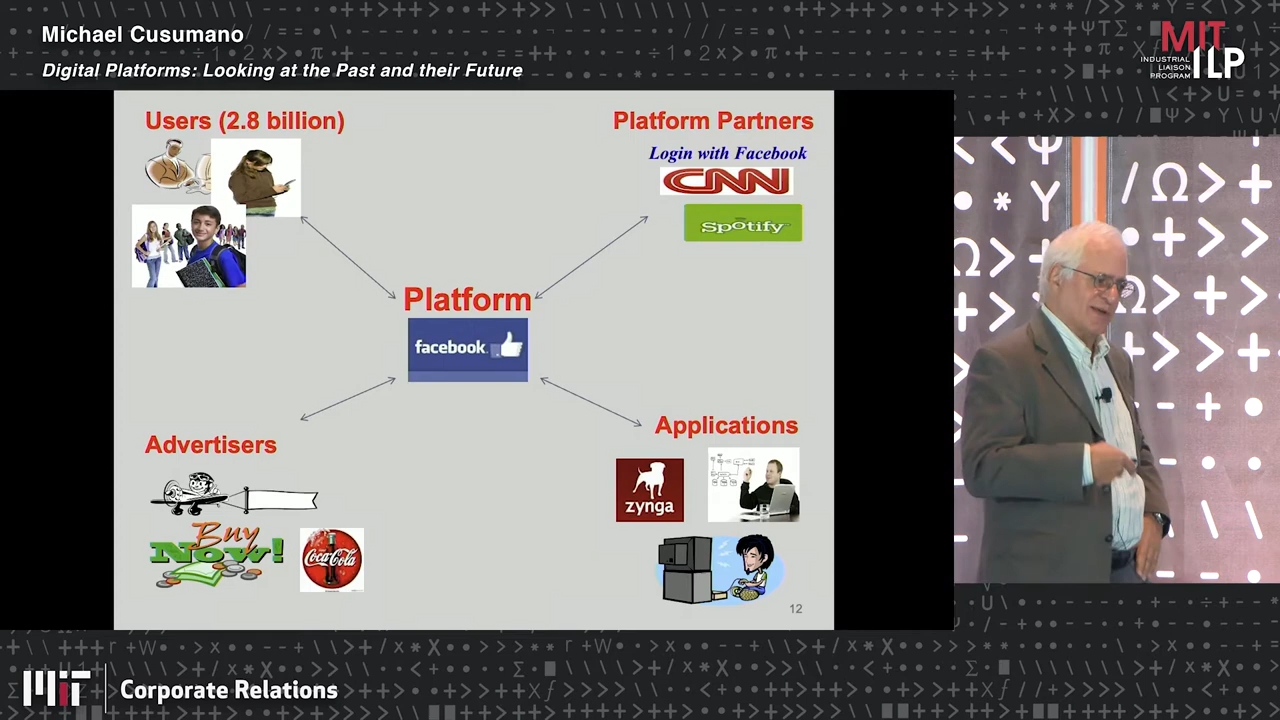 Michael Cusumano
Digital Platforms: Looking at the Past and their Future
MIT
INDUSTRIAL
LIAISON
PROGRAM
ILP
Users (2.8 billion)
Platform Partners
Login with Facebook
CNN
Spotify
Platform
facebook
Advertisers
Applications
zynga
Buy
Now!
Coca-Cola
12
MIT
Corporate Relations